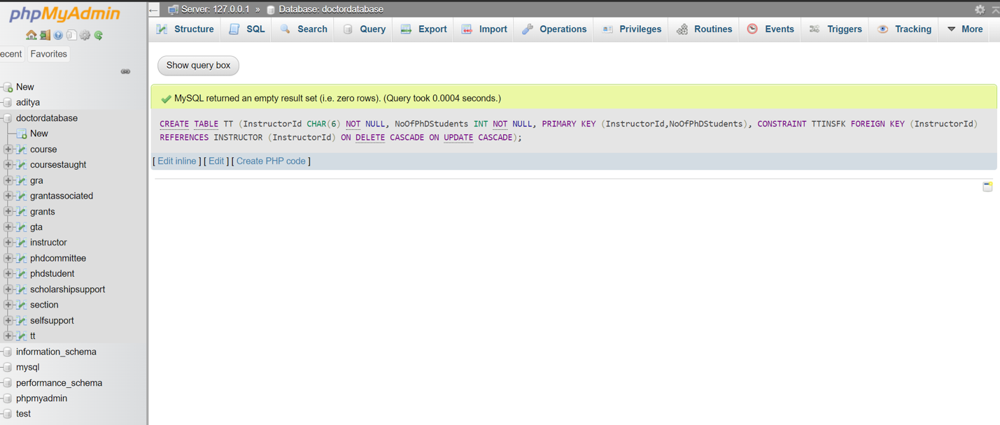 phpMyAdmin
ecent Favorites
New
aditya
doctordatabase
New
course
coursestaught
gra
grantassociated
grants
gta
instructor
phdcommittee
phdstudent
scholarshipsupport
section
selfsupport
tt
information_schema
mysql
performance_schema
phpmyadmin
test
← Server: 127.0.0.1 » Database: doctordatabase
Structure SQL Search Query Export Import Operations Privileges Routines Events Triggers Tracking More
Show query box
MySQL returned an empty result set (i.e. zero rows). (Query took 0.0004 seconds.)
CREATE TABLE TT (InstructorId CHAR(6) NOT NULL, NoOfPhDStudents INT NOT NULL, PRIMARY KEY (InstructorId,NoOfPhDStudents), CONSTRAINT TTINSFK FOREIGN KEY (InstructorId)
REFERENCES INSTRUCTOR (InstructorId) ON DELETE CASCADE ON UPDATE CASCADE);
[ Edit inline ] [ Edit ] [ Create PHP code ]